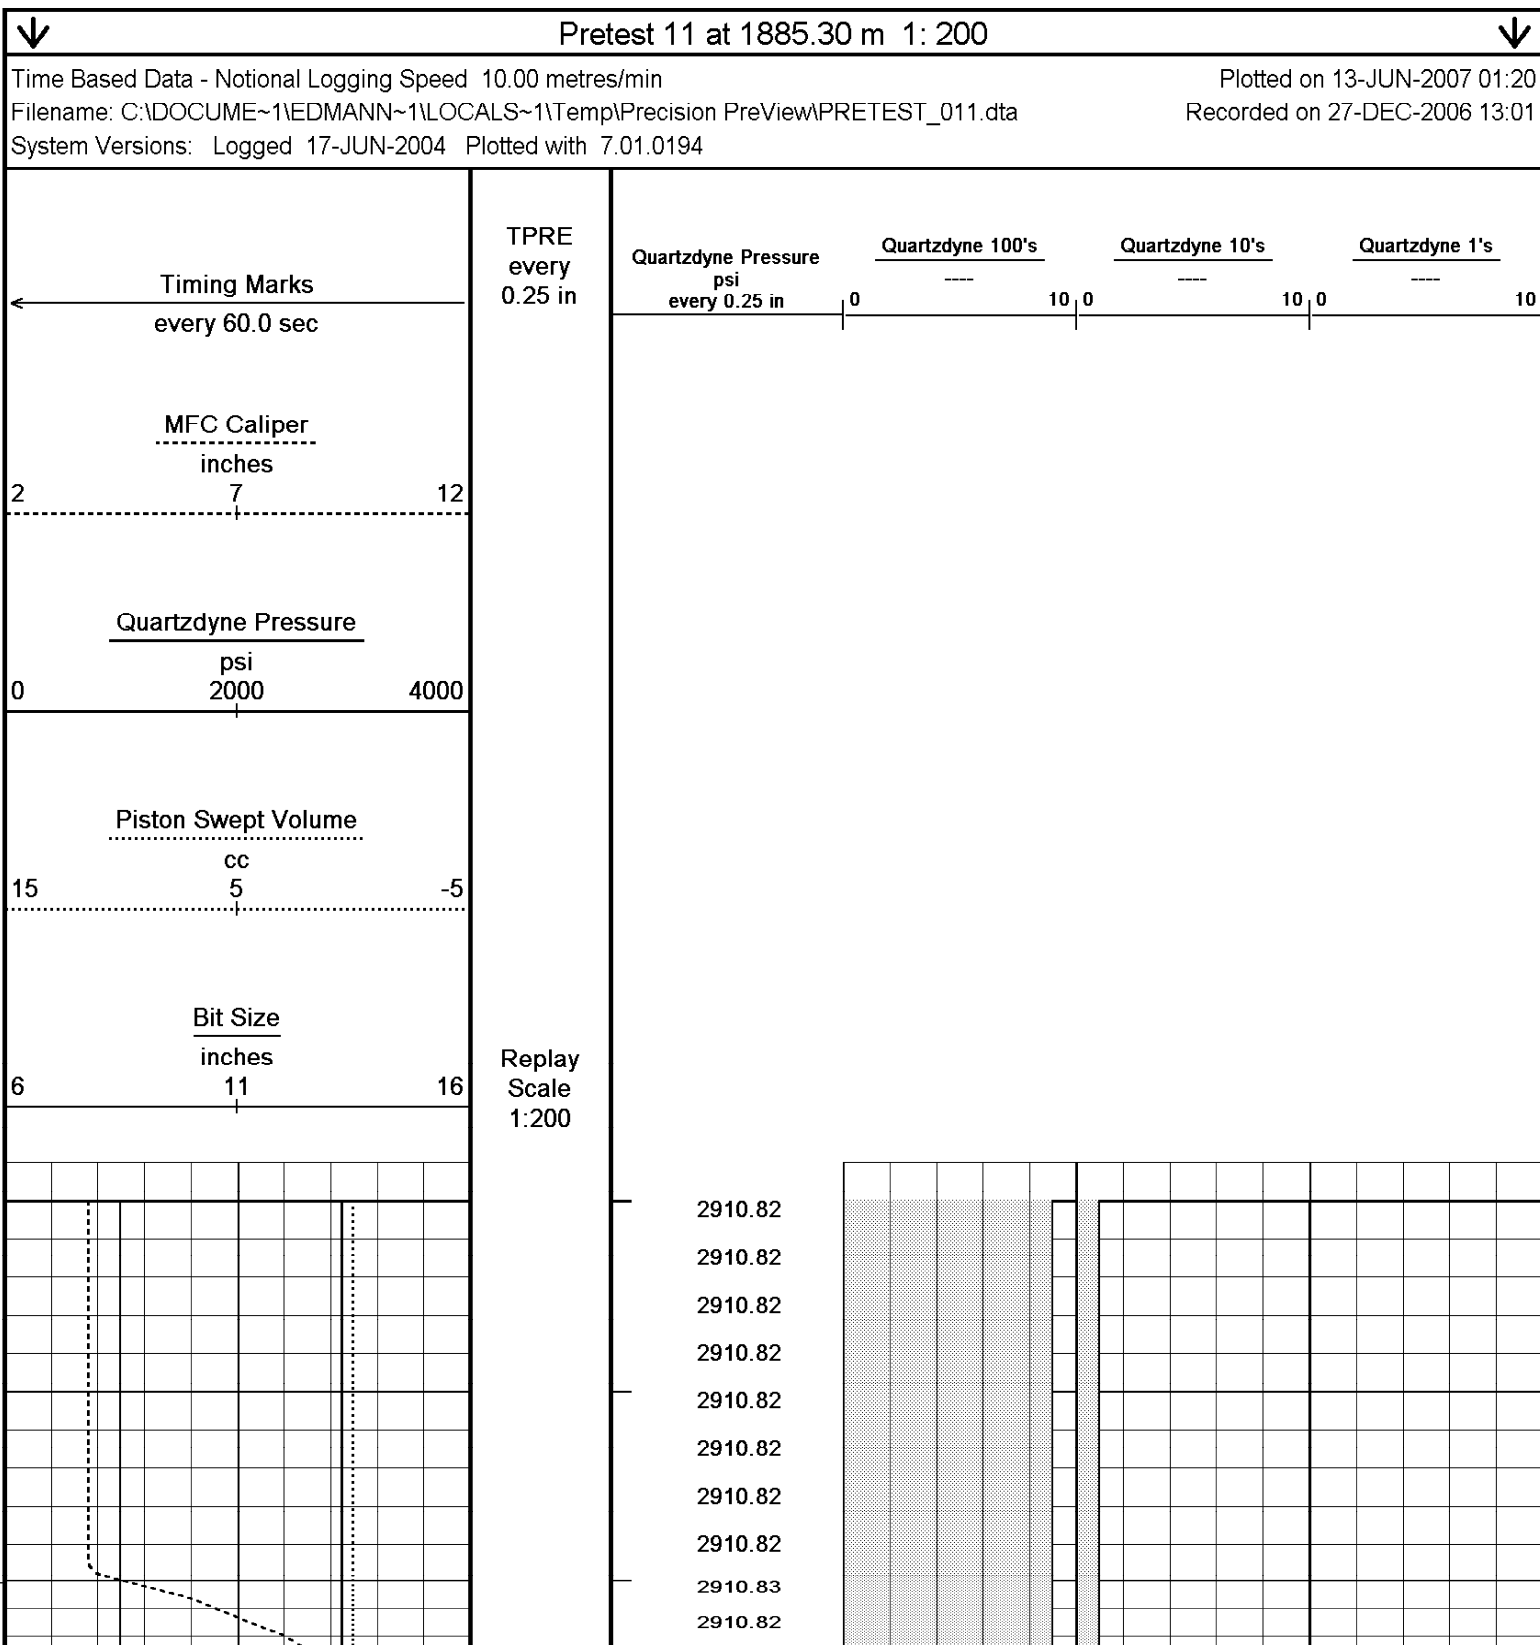 Pretest 11 at 1885.30 m 1: 200
Time Based Data - Notional Logging Speed 10.00 metres/min
Plotted on 13-JUN-2007 01:20
Filename: C:\DOCUME~1\EDMANN~1\LOCALS~1\Temp\Precision PreView\PRETEST_011.dta
Recorded on 27-DEC-2006 13:01
System Versions: Logged 17-JUN-2004 Plotted with 7.01.0194
Timing Marks
every 60.0 sec
MFC Caliper
inches
2 7 12
Quartzdyne Pressure
psi
0 2000 4000
Piston Swept Volume
cc
15 5 -5
Bit Size
inches
6 11 16
TPRE
every
0.25 in
Replay
Scale
1:200
Quartzdyne Pressure
psi
every 0.25 in
Quartzdyne 100's
----
0 10
Quartzdyne 10's
----
0 10
Quartzdyne 1's
----
0 10
2910.82
2910.82
2910.82
2910.82
2910.82
2910.82
2910.82
2910.82
2910.83
2910.82